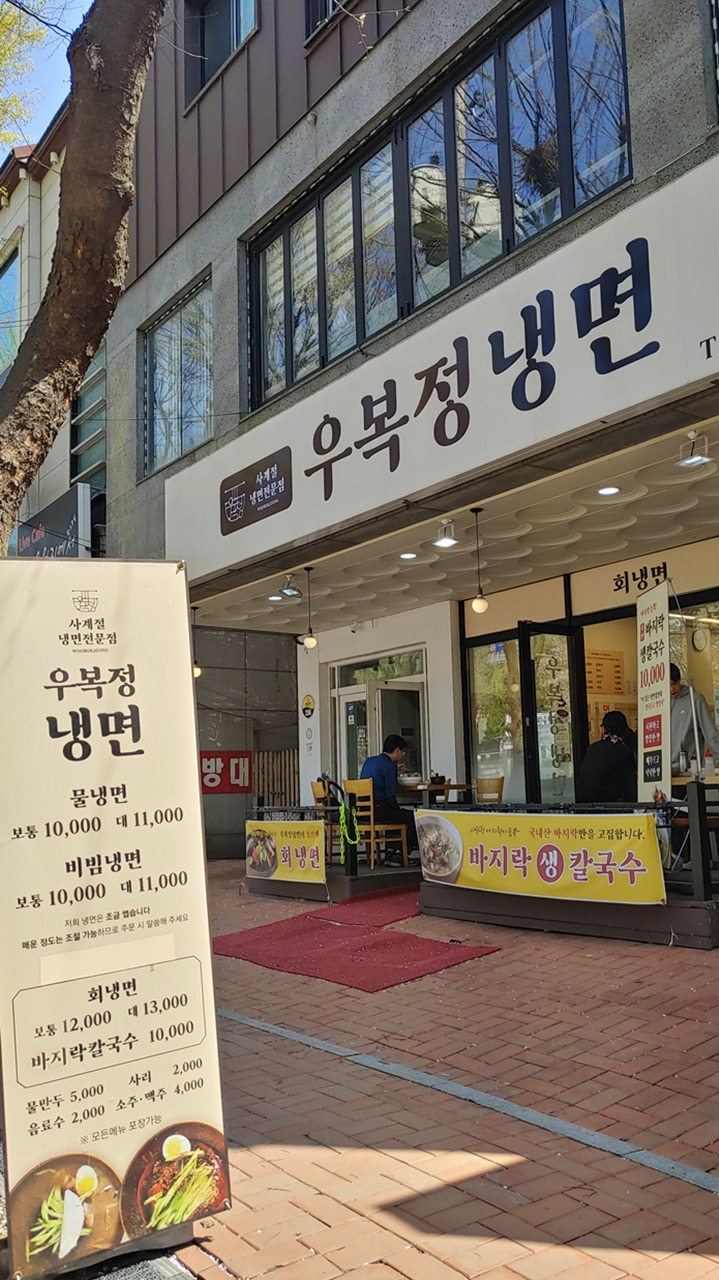 우복정냉면
사계절
냉면전문점
WOOBOKJEONG
T
Live Cafe
회냉면
바지락
생칼국수
10,000
우복정냉면
방대
회냉면
국내산 바지락만을 고집합니다.
바지락 생 칼국수
사계절
냉면전문점
WOOBOKJEONG
우복정
냉면
물냉면
보통 10,000 대 11,000
비빔냉면
보통 10,000 대 11,000
저희 냉면은 조금 맵습니다
매운 정도는 조절 가능하므로 주문 시 말씀해 주세요
회냉면
보통 12,000 대 13,000
바지락칼국수 10,000
물만두 5,000 사리 2,000
음료수 2,000 소주·맥주 4,000
※ 모든메뉴 포장가능